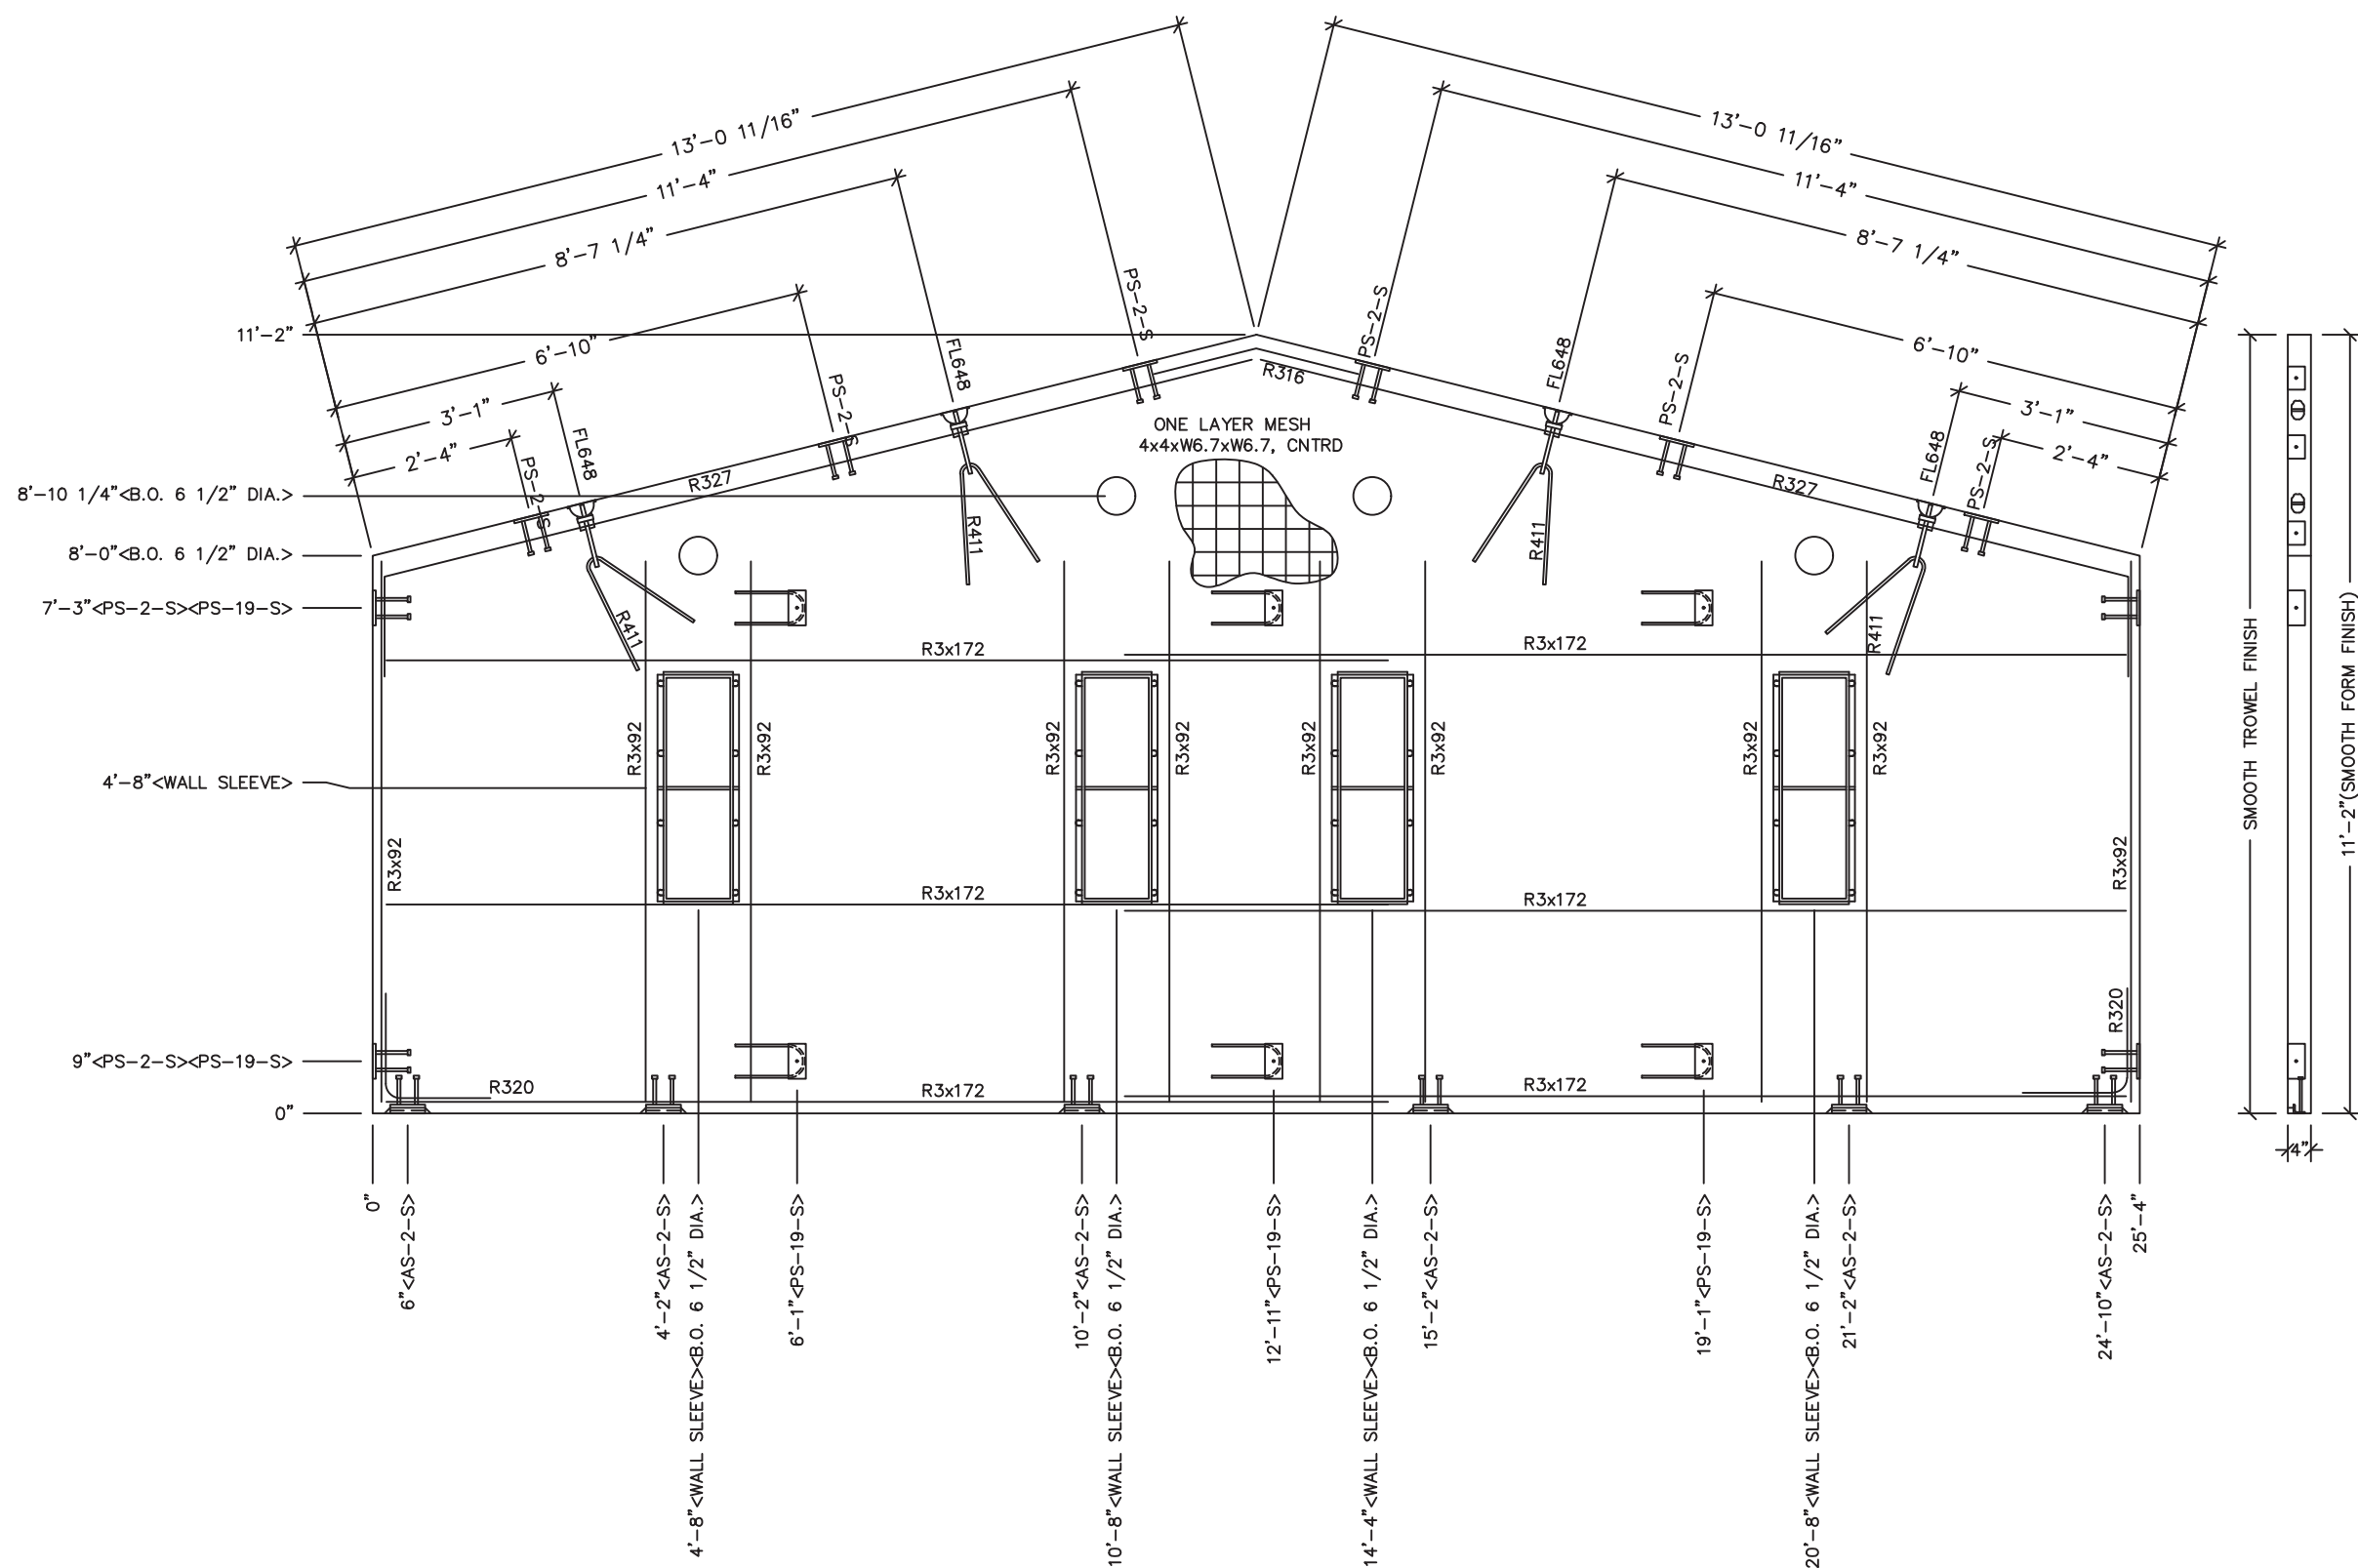 13'-0 11/16"
11'-4"
8'-7 1/4"
6'-10"
3'-1"
2'-4"
13'-0 11/16"
11'-4"
8'-7 1/4"
6'-10"
3'-1"
2'-4"
PS-2-S
FL648
PS-2-S
FL648
PS-2-S
PS-2-S
FL648
PS-2-S
FL648
PS-2-S
11'-2"
8'-10 1/4"<B.O. 6 1/2" DIA.>
8'-0"<B.O. 6 1/2" DIA.>
7'-3"<PS-2-S><PS-19-S>
4'-8"<WALL SLEEVE>
9"<PS-2-S><PS-19-S>
0"
R316
ONE LAYER MESH
4x4xW6.7xW6.7, CNTRD
R327
R327
R411
R411
R411
R411
R3x172
R3x172
R3x92
R3x92
R3x92
R3x92
R3x92
R3x92
R3x92
R3x92
R3x92
R3x92
R3x172
R3x172
R320
R320
R3x172
R3x172
SMOOTH TROWEL FINISH
11'-2"(SMOOTH FORM FINISH)
4"
0"
6"<AS-2-S>
4'-2"<AS-2-S>
4'-8"<WALL SLEEVE><B.O. 6 1/2" DIA.>
6'-1"<PS-19-S>
10'-2"<AS-2-S>
10'-8"<WALL SLEEVE><B.O. 6 1/2" DIA.>
12'-11"<PS-19-S>
14'-4"<WALL SLEEVE><B.O. 6 1/2" DIA.>
15'-2"<AS-2-S>
19'-1"<PS-19-S>
20'-8"<WALL SLEEVE><B.O. 6 1/2" DIA.>
21'-2"<AS-2-S>
24'-10"<AS-2-S>
25'-4"